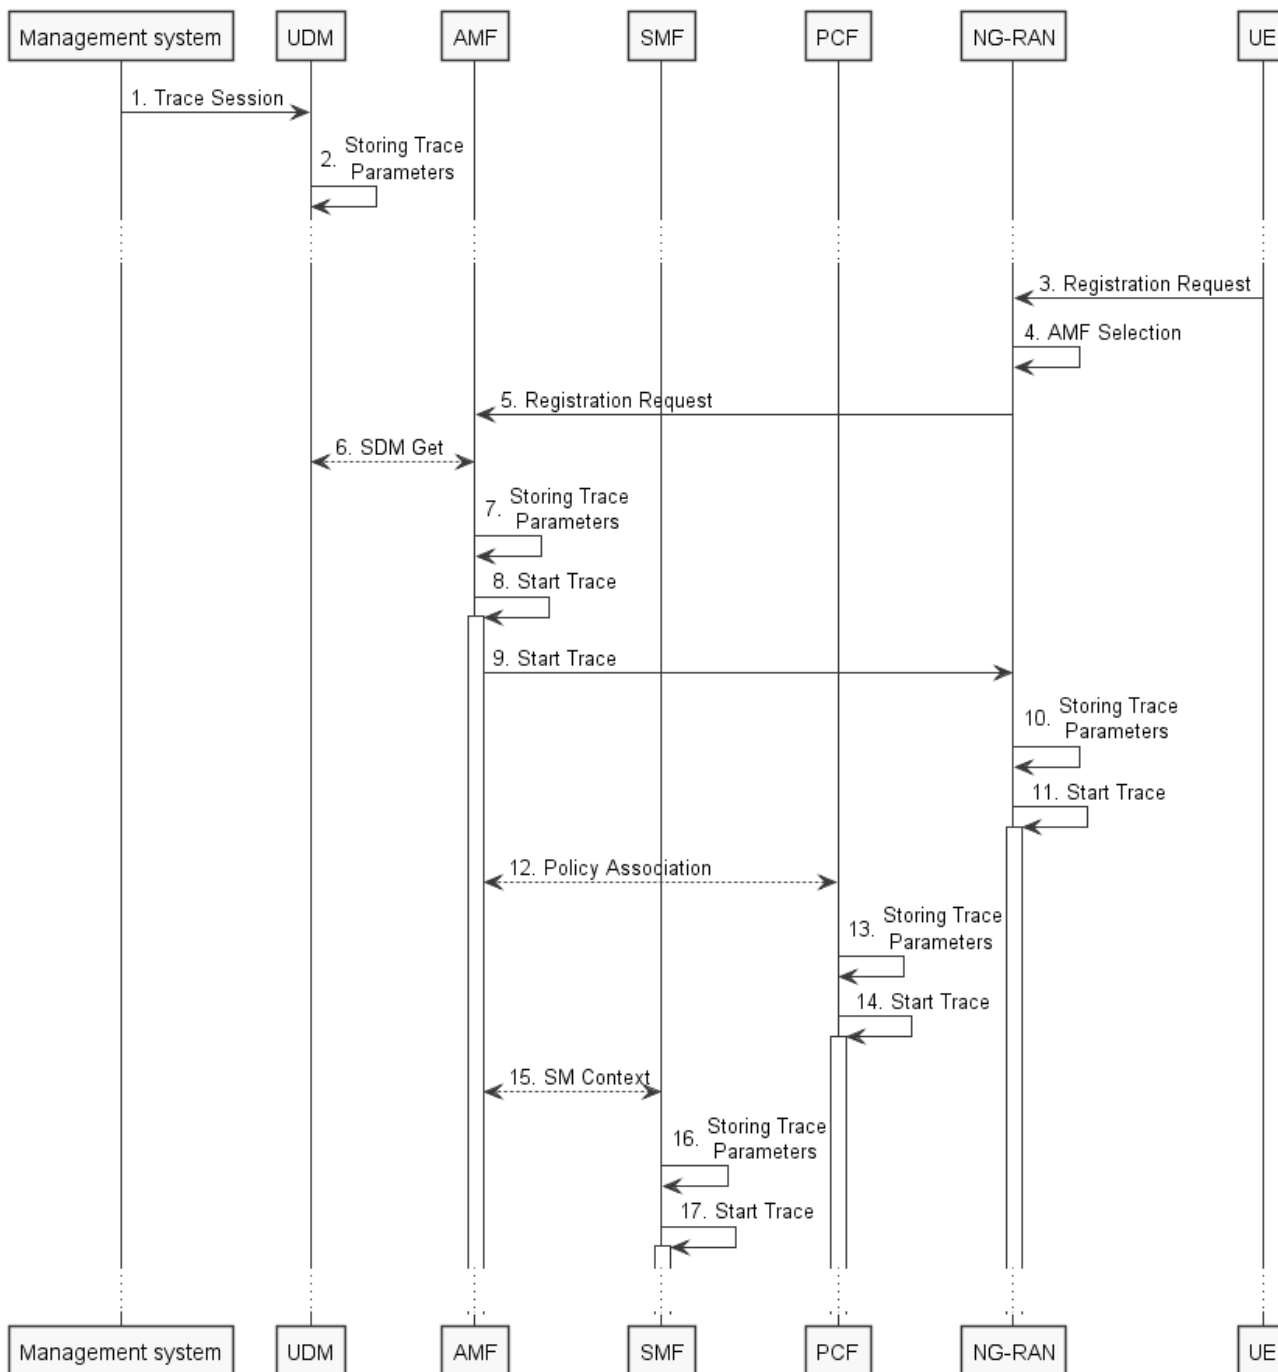 Management system UDM AMF SMF PCF NG-RAN UE
1. Trace Session
2. Storing Trace
Parameters
3. Registration Request
4. AMF Selection
5. Registration Request
6. SDM Get
7. Storing Trace
Parameters
8. Start Trace
9. Start Trace
10. Storing Trace
Parameters
11. Start Trace
12. Policy Association
13. Storing Trace
Parameters
14. Start Trace
15. SM Context
16. Storing Trace
Parameters
17. Start Trace
Management system UDM AMF SMF PCF NG-RAN UE